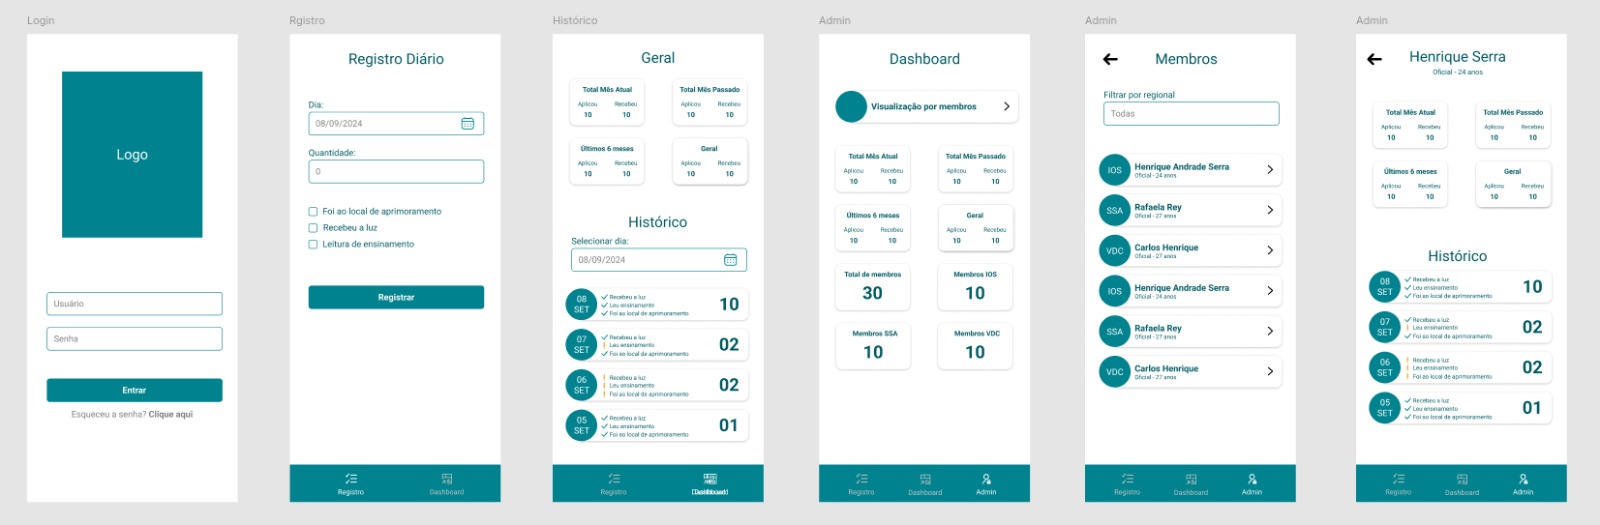 Login
Logo
Usuário
Senha
Entrar
Esqueceu a senha? Clique aqui
Rgistro
Registro Diário
Dia:
08/09/2024
Quantidade:
0
Foi ao local de aprimoramento
Recebeu a luz
Leitura de ensinamento
Registrar
Registro
Dashboard
Histórico
Geral
Total Mês Atual
Aplicou Recebeu
10 10
Total Mês Passado
Aplicou Recebeu
10 10
Últimos 6 meses
Aplicou Recebeu
10 10
Geral
Aplicou Recebeu
10 10
Histórico
Selecionar dia:
08/09/2024
08
SET
Recebeu a luz
Leu ensinamento
Foi ao local de aprimoramento
10
07
SET
Recebeu a luz
Leu ensinamento
Foi ao local de aprimoramento
02
06
SET
Recebeu a luz
Leu ensinamento
Foi ao local de aprimoramento
02
05
SET
Recebeu a luz
Leu ensinamento
Foi ao local de aprimoramento
01
Registro
Dashboard
Admin
Dashboard
Visualização por membros
Total Mês Atual
Aplicou Recebeu
10 10
Total Mês Passado
Aplicou Recebeu
10 10
Últimos 6 meses
Aplicou Recebeu
10 10
Geral
Aplicou Recebeu
10 10
Total de membros
30
Membros IOS
10
Membros SSA
10
Membros VDC
10
Registro
Dashboard
Admin
Admin
Membros
Filtrar por regional
Todas
IOS
Henrique Andrade Serra
Oficial - 24 anos
SSA
Rafaela Rey
Oficial - 27 anos
VDC
Carlos Henrique
Oficial - 27 anos
IOS
Henrique Andrade Serra
Oficial - 24 anos
SSA
Rafaela Rey
Oficial - 27 anos
VDC
Carlos Henrique
Oficial - 27 anos
Registro
Dashboard
Admin
Admin
Henrique Serra
Oficial - 24 anos
Total Mês Atual
Aplicou Recebeu
10 10
Total Mês Passado
Aplicou Recebeu
10 10
Últimos 6 meses
Aplicou Recebeu
10 10
Geral
Aplicou Recebeu
10 10
Histórico
08
SET
Recebeu a luz
Leu ensinamento
Foi ao local de aprimoramento
10
07
SET
Recebeu a luz
Leu ensinamento
Foi ao local de aprimoramento
02
06
SET
Recebeu a luz
Leu ensinamento
Foi ao local de aprimoramento
02
05
SET
Recebeu a luz
Leu ensinamento
Foi ao local de aprimoramento
01
Registro
Dashboard
Admin